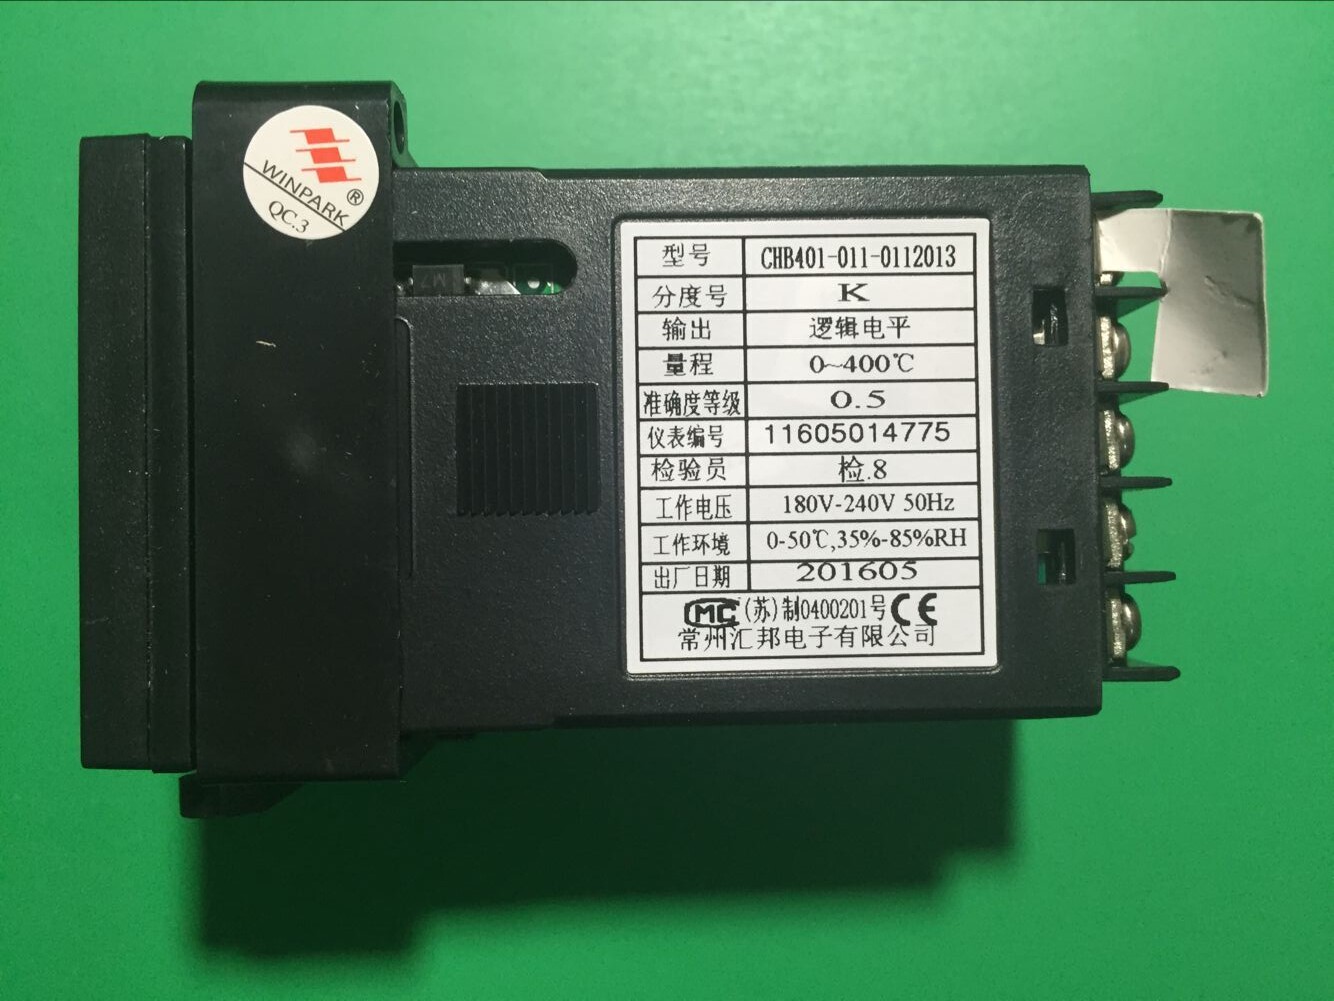 WINPARK ®
QC.3
型号 CHB401-011-0112013
分度号 K
输出 逻辑电平
量程 0~400℃
准确度等级 0.5
仪表编号 11605014775
检验员 检.8
工作电压 180V-240V 50Hz
工作环境 0-50℃,35%-85%RH
出厂日期 201605
MC (苏)制0400201号 CE
常州汇邦电子有限公司